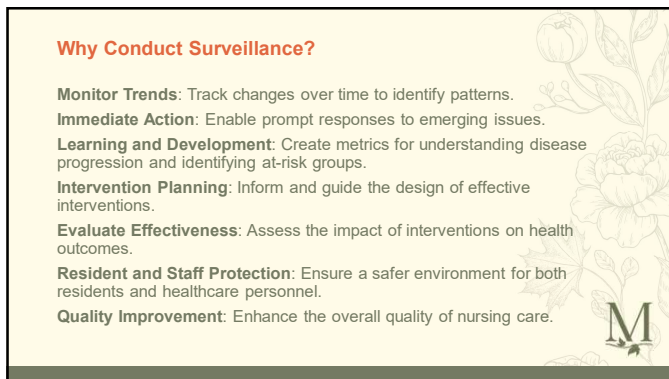 Why Conduct Surveillance?
Monitor Trends: Track changes over time to identify patterns.
Immediate Action: Enable prompt responses to emerging issues.
Learning and Development: Create metrics for understanding disease
progression and identifying at-risk groups.
Intervention Planning: Inform and guide the design of effective
interventions.
Evaluate Effectiveness: Assess the impact of interventions on health
outcomes.
Resident and Staff Protection: Ensure a safer environment for both
residents and healthcare personnel.
Quality Improvement: Enhance the overall quality of nursing care.
M